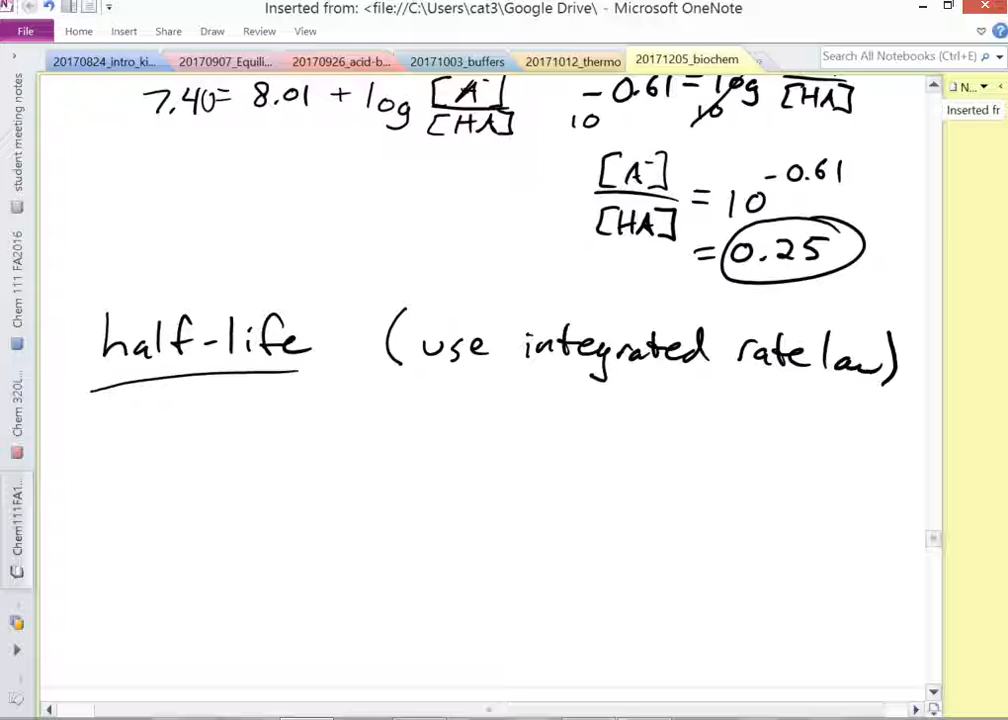 Inserted from: <file://C:\Users\cat3\Google Drive\ - Microsoft OneNote
File Home Insert Share Draw Review View
20170824_intro_ki... 20170907_Equili... 20170926_acid-b... 20171003_buffers 20171012_thermo 20171205_biochem Search All Notebooks (Ctrl+E)
N...
Inserted fr
student meeting notes
Chem 111 FA2016
Chem 320L
Chem111FA1
7.40 = 8.01 + log [A⁻]/[HA]
-0.61 = log /[HA]
10 10
[A⁻]/[HA] = 10^-0.61
= 0.25
half-life (use integrated rate law)